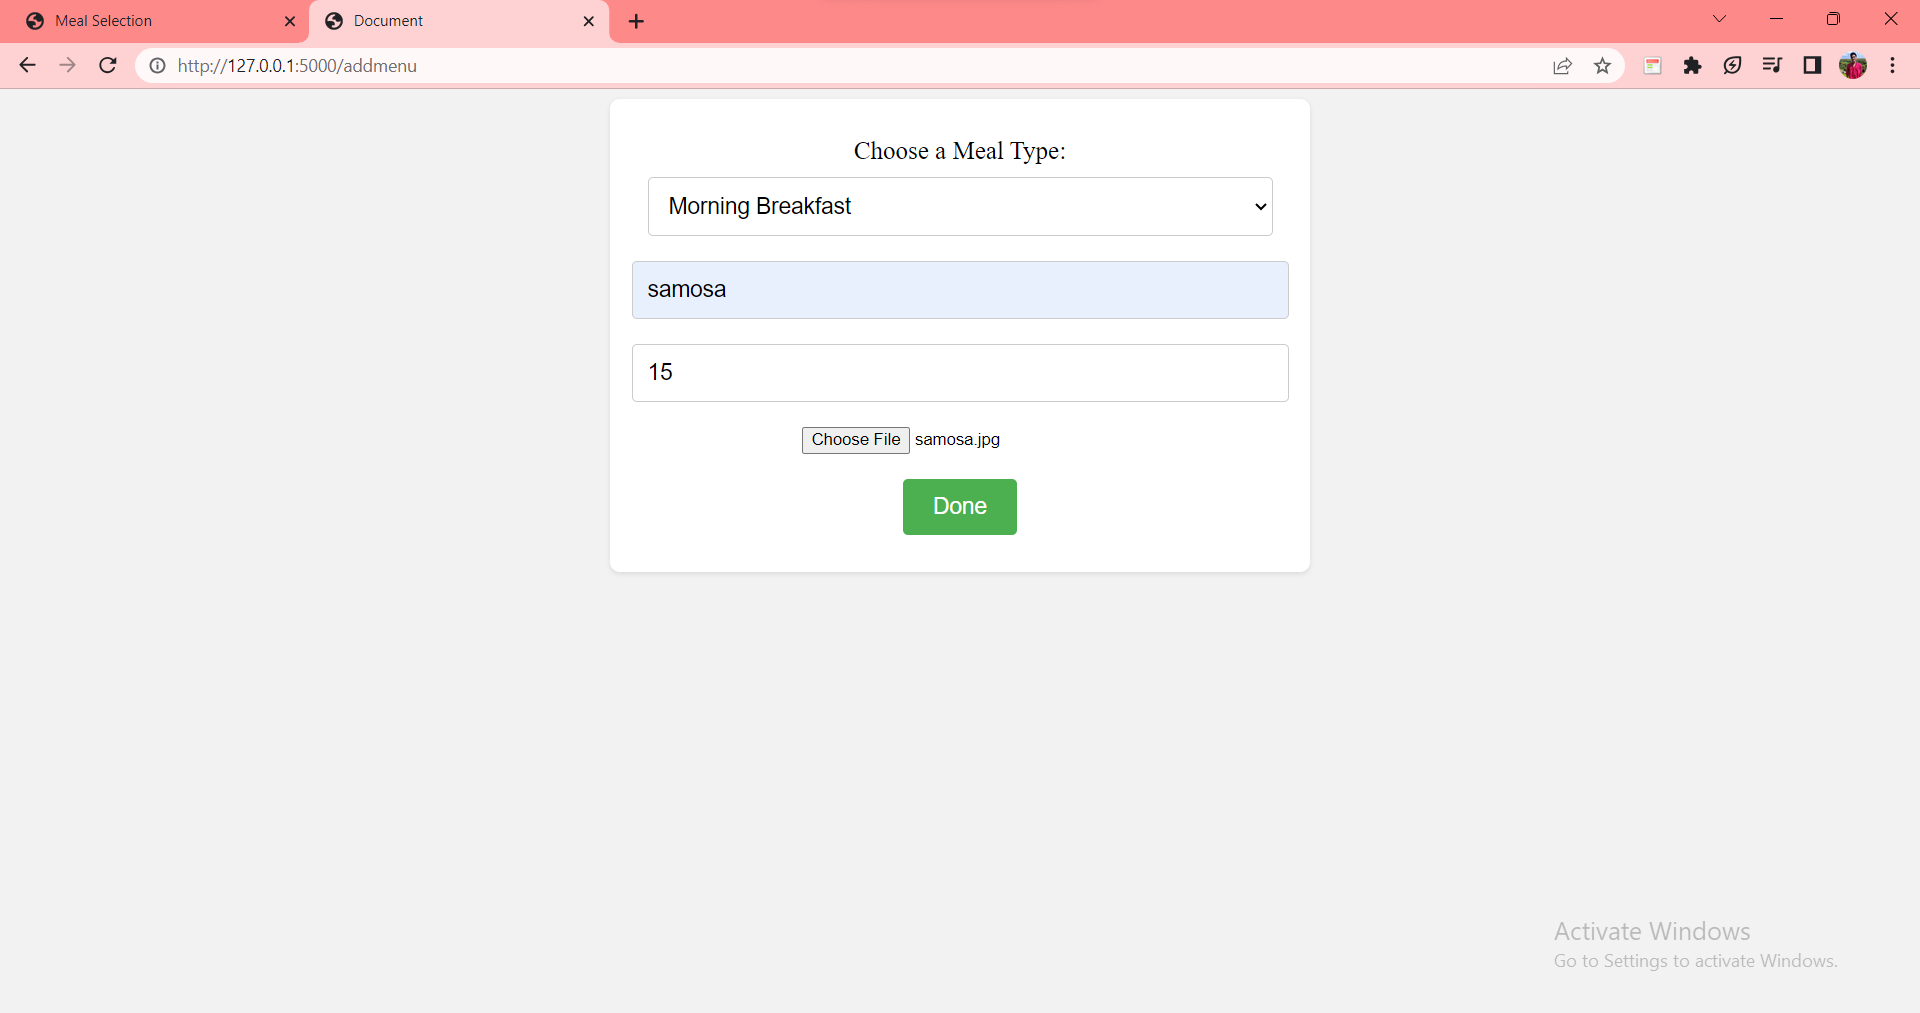 Meal Selection
Document
http://127.0.0.1:5000/addmenu
Choose a Meal Type:
Morning Breakfast
samosa
15
Choose File samosa.jpg
Done
Activate Windows
Go to Settings to activate Windows.